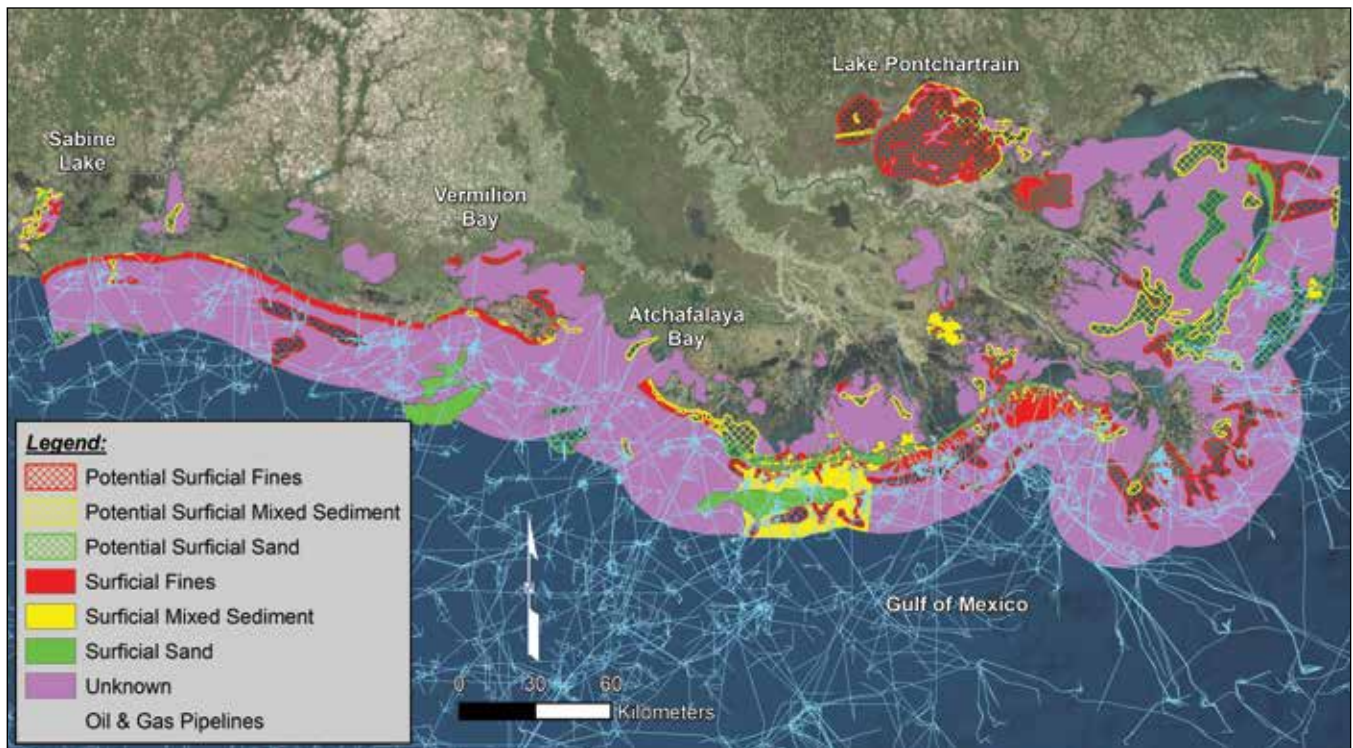 Lake Pontchartrain
Sabine
Lake
Vermilion
Bay
Atchafalaya
Bay
Legend:
Potential Surficial Fines
Potential Surficial Mixed Sediment
Potential Surficial Sand
Surficial Fines
Surficial Mixed Sediment
Surficial Sand
Unknown
Oil & Gas Pipelines
Gulf of Mexico
0 30 60
Kilometers